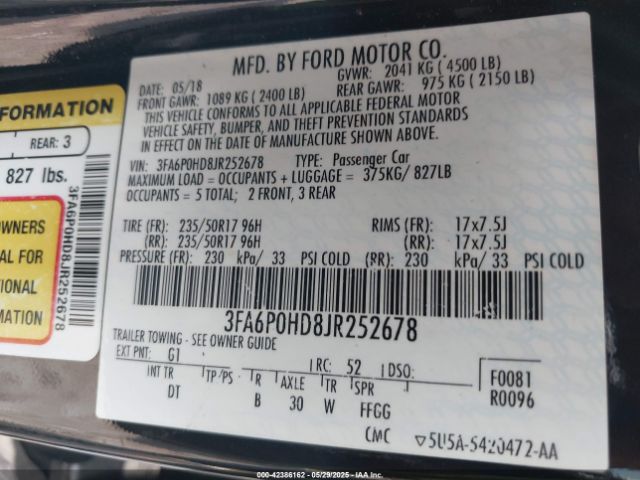 MFD. BY FORD MOTOR CO.
DATE: 05/18 GVWR: 2041 KG ( 4500 LB)
FRONT GAWR: 1089 KG ( 2400 LB) REAR GAWR: 975 KG ( 2150 LB)
THIS VEHICLE CONFORMS TO ALL APPLICABLE FEDERAL MOTOR
VEHICLE SAFETY, BUMPER, AND THEFT PREVENTION STANDARDS
IN EFFECT ON THE DATE OF MANUFACTURE SHOWN ABOVE.
VIN: 3FA6P0HD8JR252678 TYPE: Passenger Car
MAXIMUM LOAD = OCCUPANTS + LUGGAGE = 375KG/ 827LB
OCCUPANTS = 5 TOTAL; 2 FRONT, 3 REAR
TIRE (FR): 235/50R17 96H RIMS (FR): 17x7.5J
(RR): 235/50R17 96H (RR): 17x7.5J
PRESSURE (FR): 230 kPa/ 33 PSI COLD (RR): 230 kPa/ 33 PSI COLD
3FA6P0HD8JR252678
TRAILER TOWING - SEE OWNER GUIDE
EXT PNT: G1 RC: 52 DSO:
INT TR TP/PS R AXLE TR SPR
DT B 30 W FFGG
F0081
R0096
CMC ▽5U5A-S420472-AA
FORMATION
REAR: 3
827 lbs.
OWNERS
AL FOR
TIONAL
MATION
3FA6P0HD8JR252678
000-42386162 - 05/29/2025 - IAAI.COM